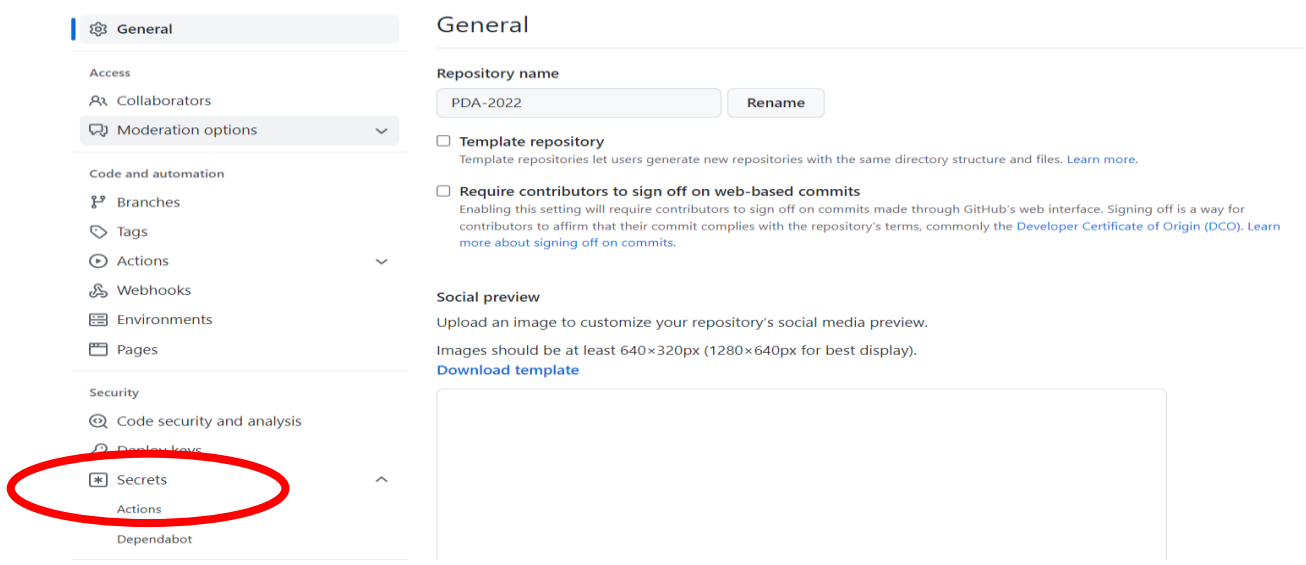 General
Access
Collaborators
Moderation options
Code and automation
Branches
Tags
Actions
Webhooks
Environments
Pages
Security
Code security and analysis
Deploy keys
Secrets
Actions
Dependabot
General
Repository name
PDA-2022
Rename
Template repository
Template repositories let users generate new repositories with the same directory structure and files. Learn more.
Require contributors to sign off on web-based commits
Enabling this setting will require contributors to sign off on commits made through GitHub's web interface. Signing off is a way for
contributors to affirm that their commit complies with the repository's terms, commonly the Developer Certificate of Origin (DCO). Learn
more about signing off on commits.
Social preview
Upload an image to customize your repository's social media preview.
Images should be at least 640×320px (1280×640px for best display).
Download template